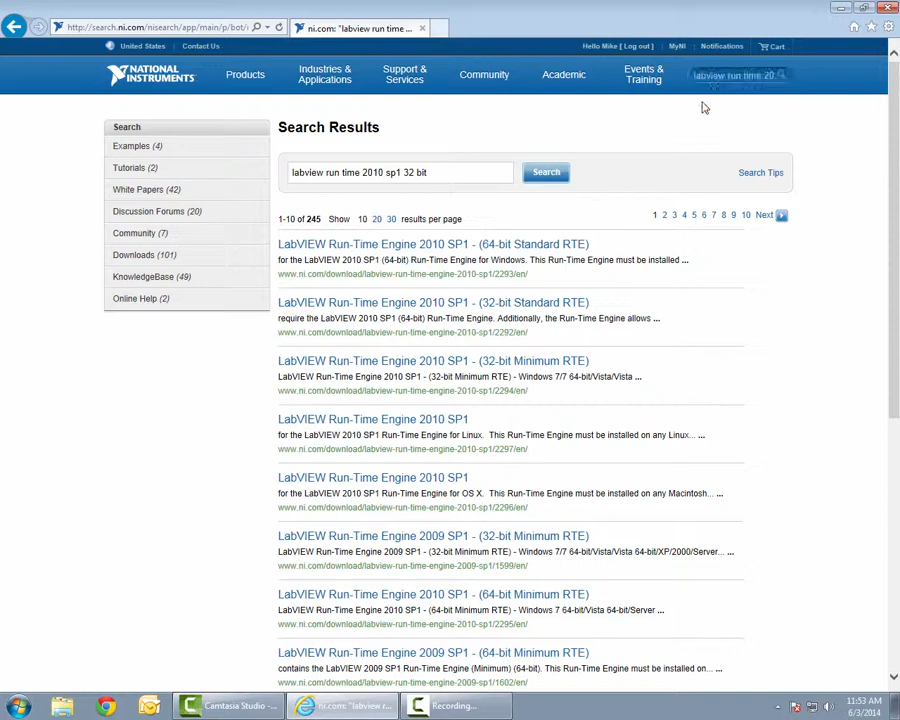 http://search.ni.com/nisearch/app/main/p/bot/
ni.com: "labview run time ...
United States
Contact Us
Hello Mike [ Log out ]
MyNI
Notifications
Cart
NATIONAL INSTRUMENTS
Products
Industries & Applications
Support & Services
Community
Academic
Events & Training
labview run time 20
Search
Examples (4)
Tutorials (2)
White Papers (42)
Discussion Forums (20)
Community (7)
Downloads (101)
KnowledgeBase (49)
Online Help (2)
Search Results
labview run time 2010 sp1 32 bit
Search
Search Tips
1-10 of 245 Show 10 20 30 results per page
1 2 3 4 5 6 7 8 9 10 Next
LabVIEW Run-Time Engine 2010 SP1 - (64-bit Standard RTE)
for the LabVIEW 2010 SP1 (64-bit) Run-Time Engine for Windows. This Run-Time Engine must be installed ...
www.ni.com/download/labview-run-time-engine-2010-sp1/2293/en/
LabVIEW Run-Time Engine 2010 SP1 - (32-bit Standard RTE)
require the LabVIEW 2010 SP1 (64-bit) Run-Time Engine. Additionally, the Run-Time Engine allows ...
www.ni.com/download/labview-run-time-engine-2010-sp1/2292/en/
LabVIEW Run-Time Engine 2010 SP1 - (32-bit Minimum RTE)
LabVIEW Run-Time Engine 2010 SP1 - (32-bit Minimum RTE) - Windows 7/7 64-bit/Vista/Vista ...
www.ni.com/download/labview-run-time-engine-2010-sp1/2294/en/
LabVIEW Run-Time Engine 2010 SP1
for the LabVIEW 2010 SP1 Run-Time Engine for Linux. This Run-Time Engine must be installed on any Linux... ...
www.ni.com/download/labview-run-time-engine-2010-sp1/2297/en/
LabVIEW Run-Time Engine 2010 SP1
for the LabVIEW 2010 SP1 Run-Time Engine for OS X. This Run-Time Engine must be installed on any Macintosh... ...
www.ni.com/download/labview-run-time-engine-2010-sp1/2296/en/
LabVIEW Run-Time Engine 2009 SP1 - (32-bit Minimum RTE)
LabVIEW Run-Time Engine 2009 SP1 - (32-bit Minimum RTE) - Windows 7/7 64-bit/Vista/Vista 64-bit/XP/2000/Server... ...
www.ni.com/download/labview-run-time-engine-2009-sp1/1599/en/
LabVIEW Run-Time Engine 2010 SP1 - (64-bit Minimum RTE)
LabVIEW Run-Time Engine 2010 SP1 - (64-bit Minimum RTE) - Windows 7 64-bit/Vista 64-bit/Server ...
www.ni.com/download/labview-run-time-engine-2010-sp1/2295/en/
LabVIEW Run-Time Engine 2009 SP1 - (64-bit Minimum RTE)
contains the LabVIEW 2009 SP1 Run-Time Engine (Minimum) (64-bit). This Run-Time Engine must be installed on... ...
www.ni.com/download/labview-run-time-engine-2009-sp1/1602/en/
Camtasia Studio - ...
ni.com: "labview r...
Recording...
11:53 AM
6/3/2014